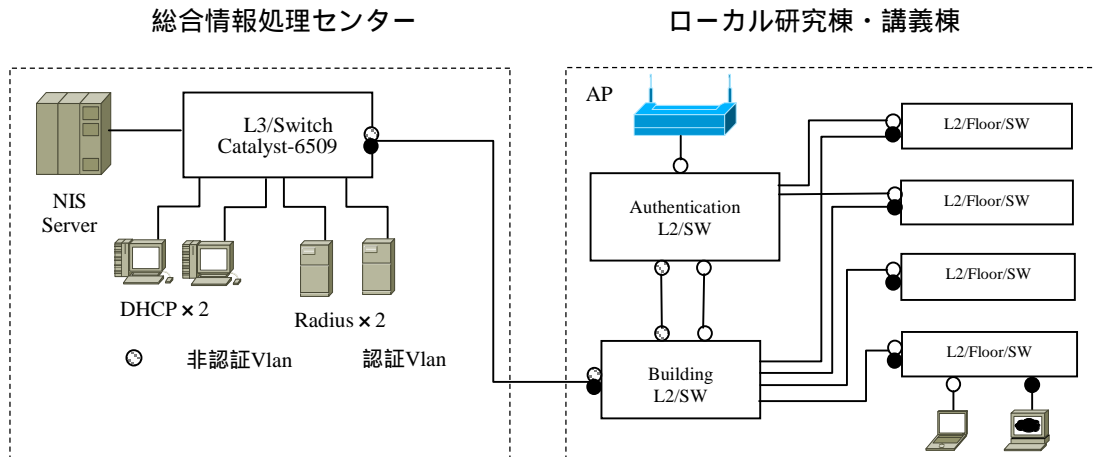 総合情報処理センター
ローカル研究棟・講義棟
L3/Switch
Catalyst-6509
NIS
Server
DHCP×2
Radius×2
非認証Vlan
認証Vlan
AP
Authentication
L2/SW
Building
L2/SW
L2/Floor/SW
L2/Floor/SW
L2/Floor/SW
L2/Floor/SW